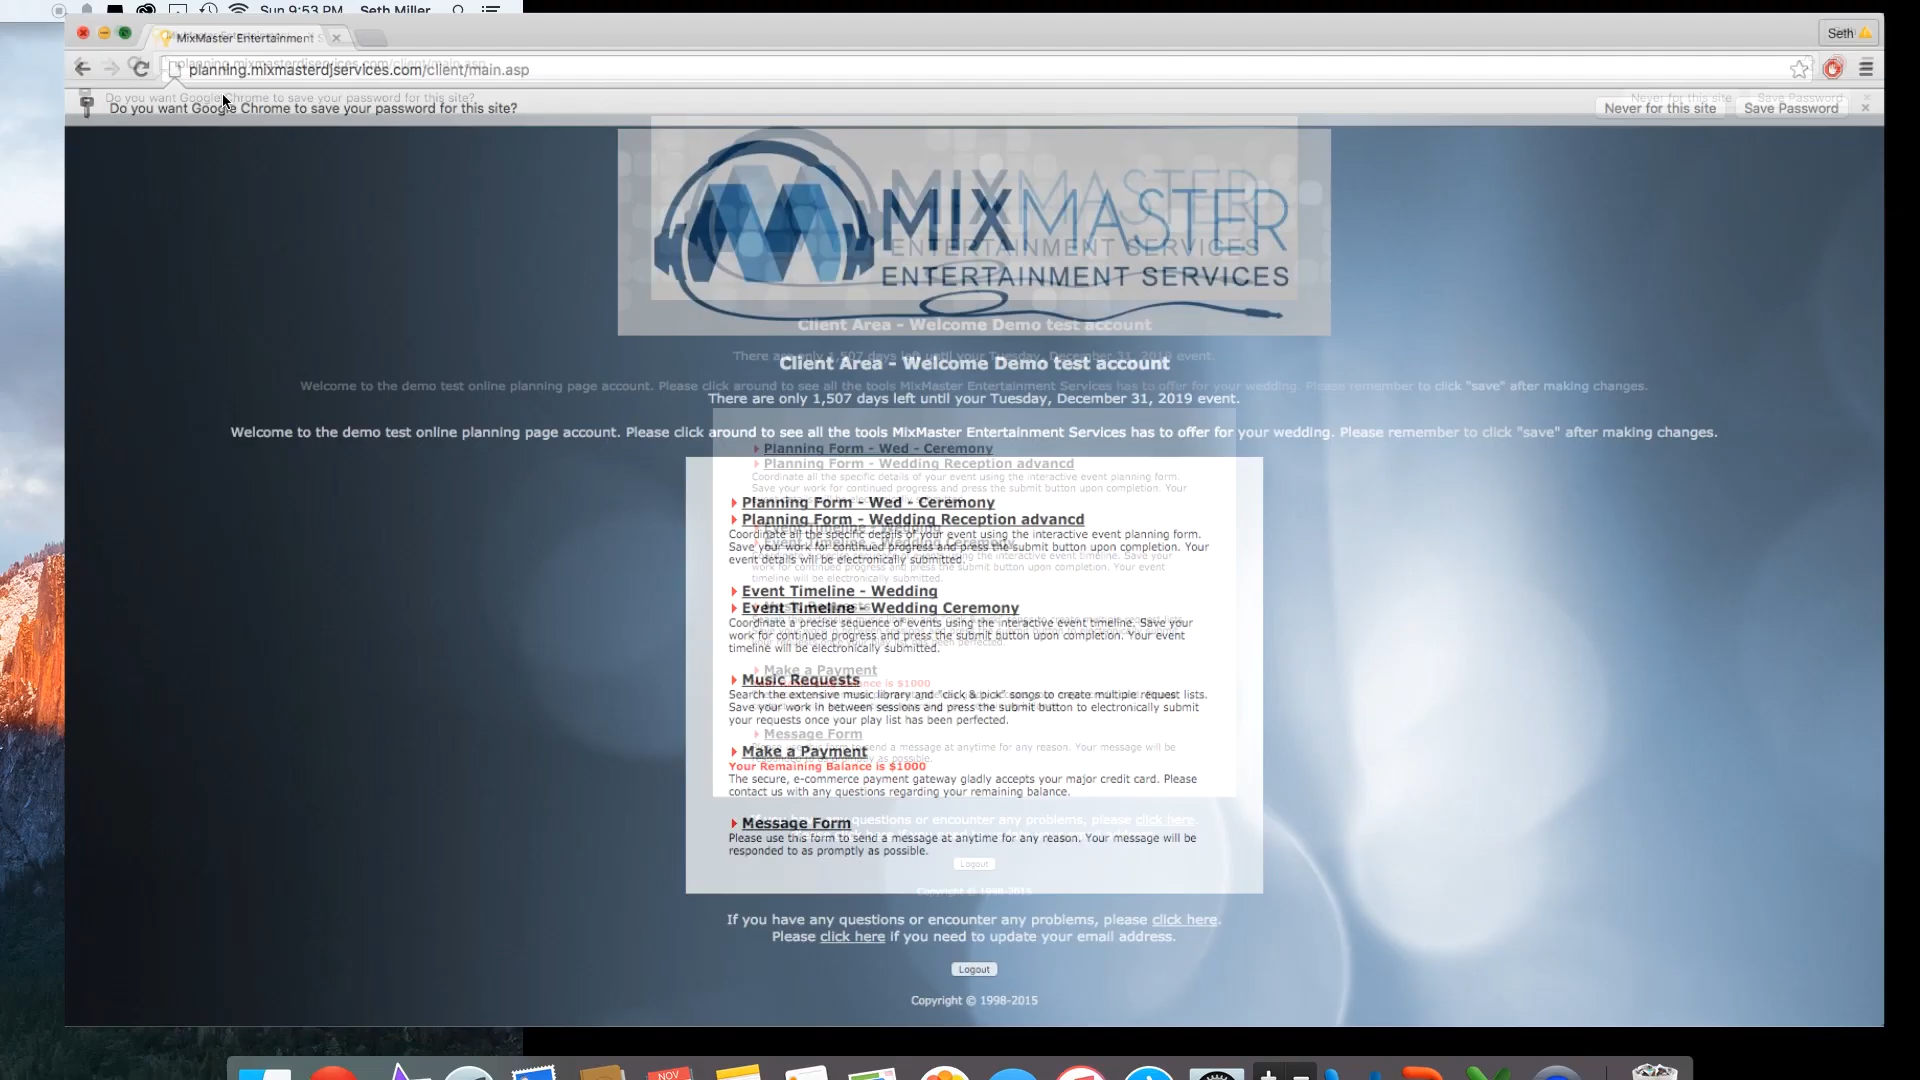 Sun 9:53 PM Seth Miller
MixMaster Entertainment S
Seth
planning.mixmasterdjservices.com/client/main.asp
Do you want Google Chrome to save your password for this site?
Never for this site
Save Password
MIXMASTER
ENTERTAINMENT SERVICES
Client Area - Welcome Demo test account
There are only 1,507 days left until your Tuesday, December 31, 2019 event.
Welcome to the demo test online planning page account. Please click around to see all the tools MixMaster Entertainment Services has to offer for your wedding. Please remember to click "save" after making changes.
Planning Form - Wed - Ceremony
Planning Form - Wedding Reception advancd
Coordinate all the specific details of your event using the interactive event planning form.
Save your work for continued progress and press the submit button upon completion. Your
event details will be electronically submitted.
Event Timeline - Wedding
Event Timeline - Wedding Ceremony
Coordinate a precise sequence of events using the interactive event timeline. Save your
work for continued progress and press the submit button upon completion. Your event
timeline will be electronically submitted.
Music Requests
Search the extensive music library and "click & pick" songs to create multiple request lists.
Save your work in between sessions and press the submit button to electronically submit
your requests once your play list has been perfected.
Make a Payment
Your Remaining Balance is $1000
The secure, e-commerce payment gateway gladly accepts your major credit card. Please
contact us with any questions regarding your remaining balance.
Message Form
Please use this form to send a message at anytime for any reason. Your message will be
responded to as promptly as possible.
If you have any questions or encounter any problems, please click here.
Please click here if you need to update your email address.
Logout
Copyright © 1998-2015
NOV